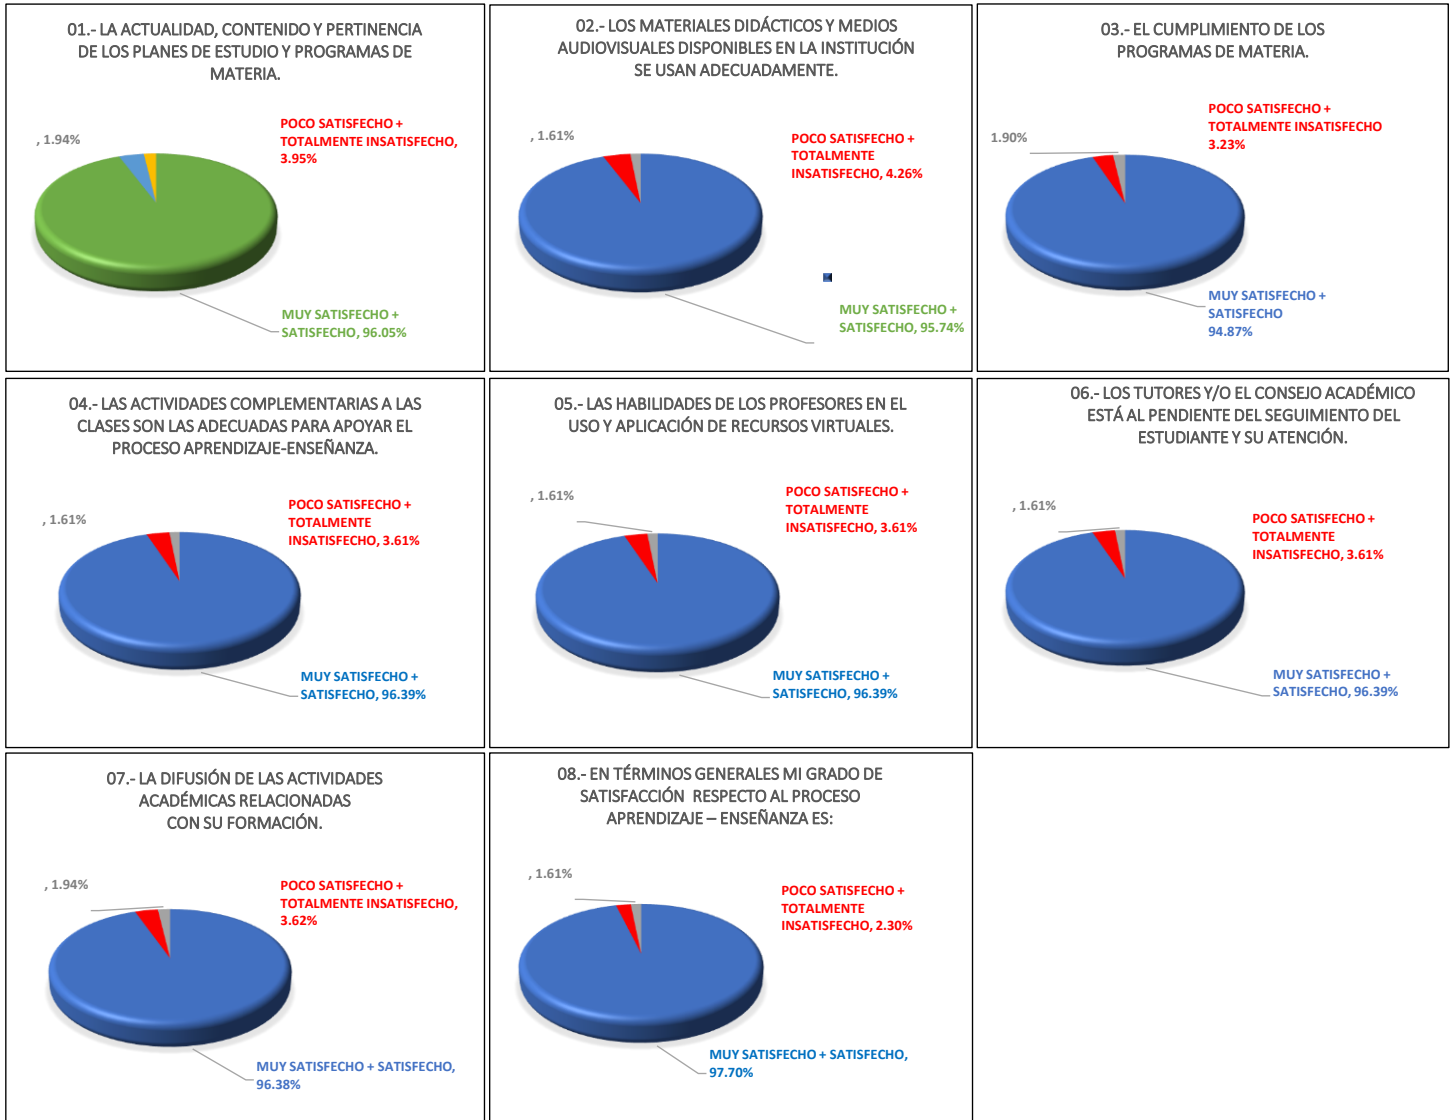 01.- LA ACTUALIDAD, CONTENIDO Y PERTINENCIA
DE LOS PLANES DE ESTUDIO Y PROGRAMAS DE
MATERIA.
, 1.94%
POCO SATISFECHO +
TOTALMENTE INSATISFECHO,
3.95%
MUY SATISFECHO +
SATISFECHO, 96.05%
02.- LOS MATERIALES DIDÁCTICOS Y MEDIOS
AUDIOVISUALES DISPONIBLES EN LA INSTITUCIÓN
SE USAN ADECUADAMENTE.
, 1.61%
POCO SATISFECHO +
TOTALMENTE
INSATISFECHO, 4.26%
MUY SATISFECHO +
SATISFECHO, 95.74%
03.- EL CUMPLIMIENTO DE LOS
PROGRAMAS DE MATERIA.
1.90%
POCO SATISFECHO +
TOTALMENTE INSATISFECHO
3.23%
MUY SATISFECHO +
SATISFECHO
94.87%
04.- LAS ACTIVIDADES COMPLEMENTARIAS A LAS
CLASES SON LAS ADECUADAS PARA APOYAR EL
PROCESO APRENDIZAJE-ENSEÑANZA.
, 1.61%
POCO SATISFECHO +
TOTALMENTE
INSATISFECHO, 3.61%
MUY SATISFECHO +
SATISFECHO, 96.39%
05.- LAS HABILIDADES DE LOS PROFESORES EN EL
USO Y APLICACIÓN DE RECURSOS VIRTUALES.
, 1.61%
POCO SATISFECHO +
TOTALMENTE
INSATISFECHO, 3.61%
MUY SATISFECHO +
SATISFECHO, 96.39%
06.- LOS TUTORES Y/O EL CONSEJO ACADÉMICO
ESTÁ AL PENDIENTE DEL SEGUIMIENTO DEL
ESTUDIANTE Y SU ATENCIÓN.
, 1.61%
POCO SATISFECHO +
TOTALMENTE
INSATISFECHO, 3.61%
MUY SATISFECHO +
SATISFECHO, 96.39%
07.- LA DIFUSIÓN DE LAS ACTIVIDADES
ACADÉMICAS RELACIONADAS
CON SU FORMACIÓN.
, 1.94%
POCO SATISFECHO +
TOTALMENTE INSATISFECHO,
3.62%
MUY SATISFECHO + SATISFECHO,
96.38%
08.- EN TÉRMINOS GENERALES MI GRADO DE
SATISFACCIÓN RESPECTO AL PROCESO
APRENDIZAJE – ENSEÑANZA ES:
, 1.61%
POCO SATISFECHO +
TOTALMENTE
INSATISFECHO, 2.30%
MUY SATISFECHO + SATISFECHO,
97.70%